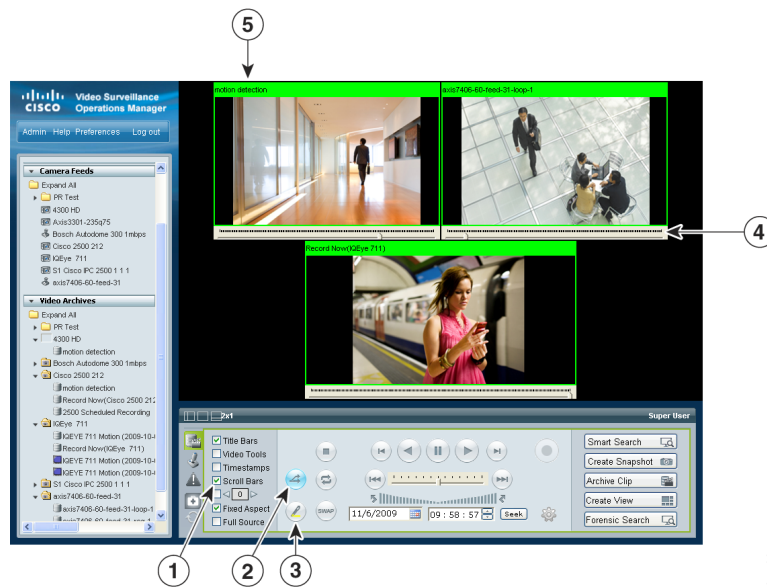 5
motion detection
axis7406-60-feed-31-loop-1
CISCO
Video Surveillance
Operations Manager
Admin Help Preferences Log out
4
Camera Feeds
Expand All
PR Test
4300 HD
Axis3301-235q75
Bosch Autodome 300 1mbps
Cisco 2500 212
IQEye 711
S1 Cisco IPC 2500 1 1 1
axis7406-60-feed-31
Record Now(IQEye 711)
Video Archives
Expand All
PR Test
4300 HD
motion detection
Bosch Autodome 300 1mbps
Cisco 2500 212
motion detection
Record Now(Cisco 2500 212
2500 Scheduled Recording
IQEye 711
IQEYE 711 Motion (2009-10-
Record Now(IQEye 711)
IQEYE 711 Motion (2009-10-
IQEYE 711 Motion (2009-10-
S1 Cisco IPC 2500 1 1 1
axis7406-60-feed-31
axis7406-60-feed-31-loop-1
2x1
Super User
Title Bars
Video Tools
Timestamps
Scroll Bars
0
Fixed Aspect
Full Source
SWAP
11/6/2009
09 : 58 : 57
Seek
Smart Search
Create Snapshot
Archive Clip
Create View
Forensic Search
1
2
3